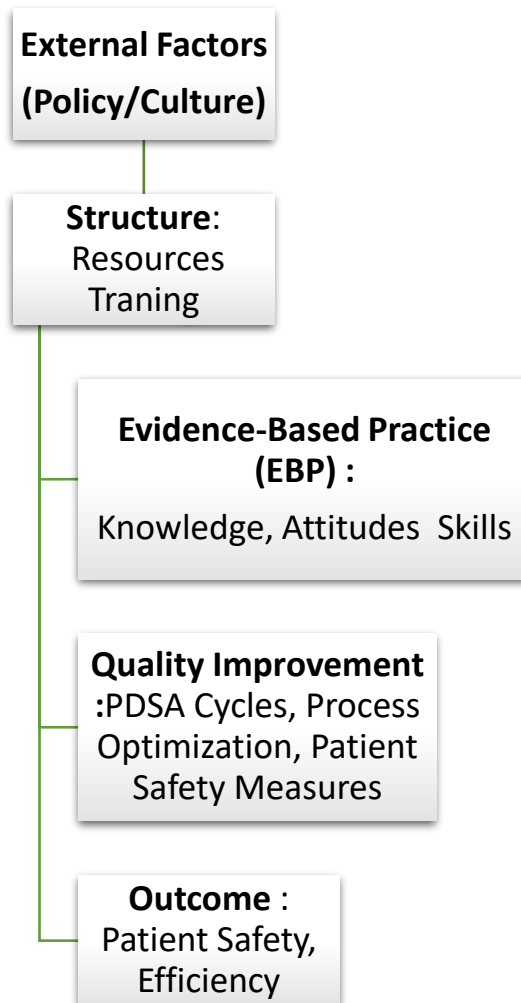 External Factors
(Policy/Culture)
Structure:
Resources
Traning
Evidence-Based Practice
(EBP) :
Knowledge, Attitudes Skills
Quality Improvement
:PDSA Cycles, Process
Optimization, Patient
Safety Measures
Outcome :
Patient Safety,
Efficiency